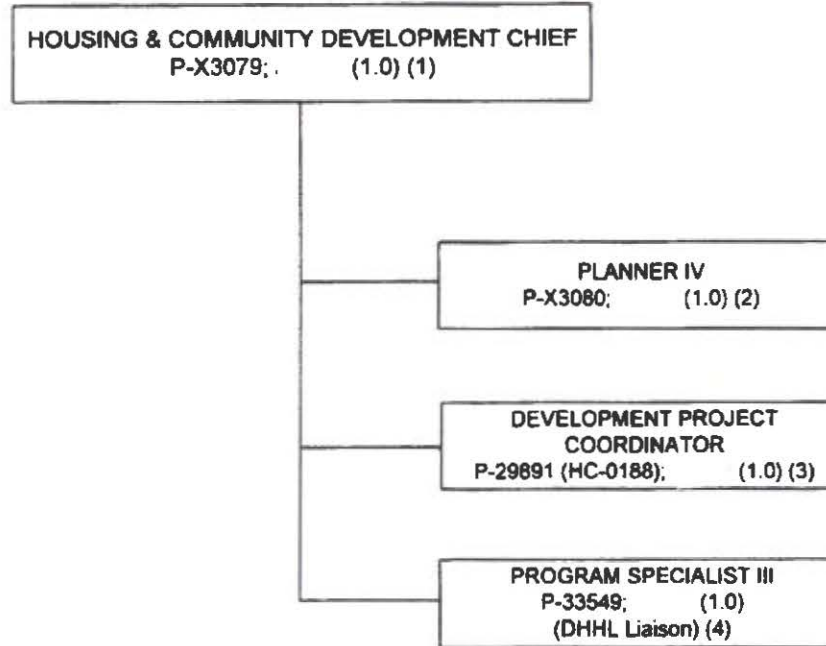 HOUSING & COMMUNITY DEVELOPMENT CHIEF
P-X3079; (1.0) (1)
PLANNER IV
P-X3080; (1.0) (2)
DEVELOPMENT PROJECT
COORDINATOR
P-29891 (HC-0188); (1.0) (3)
PROGRAM SPECIALIST III
P-33549; (1.0)
(DHHL Liaison) (4)